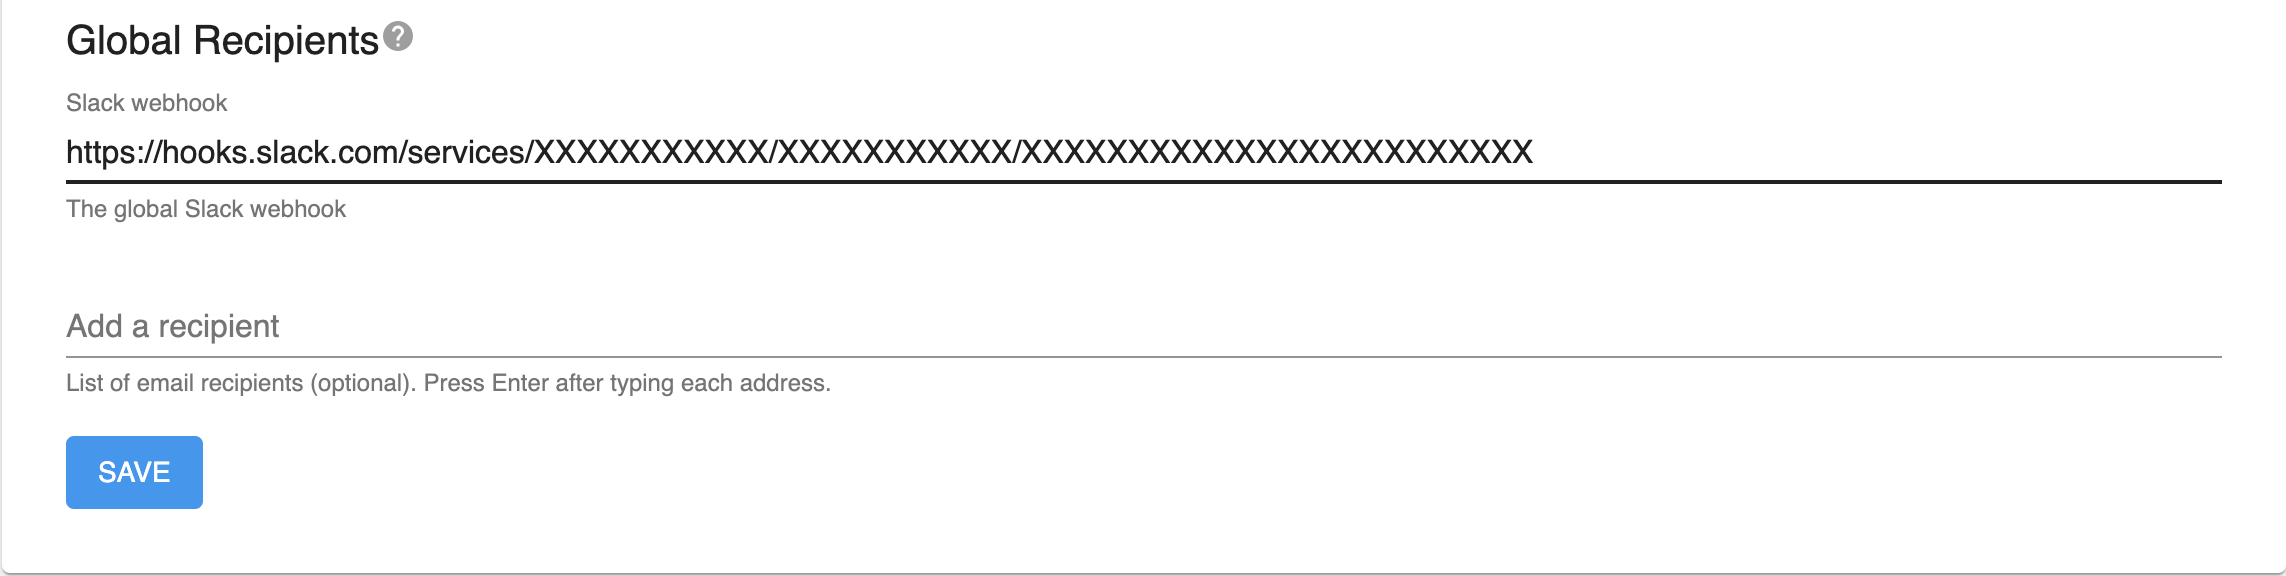 Global Recipients ?
Slack webhook
https://hooks.slack.com/services/XXXXXXXXXXX/XXXXXXXXXXX/XXXXXXXXXXXXXXXXXXXXXXXX
The global Slack webhook
Add a recipient
List of email recipients (optional). Press Enter after typing each address.
SAVE